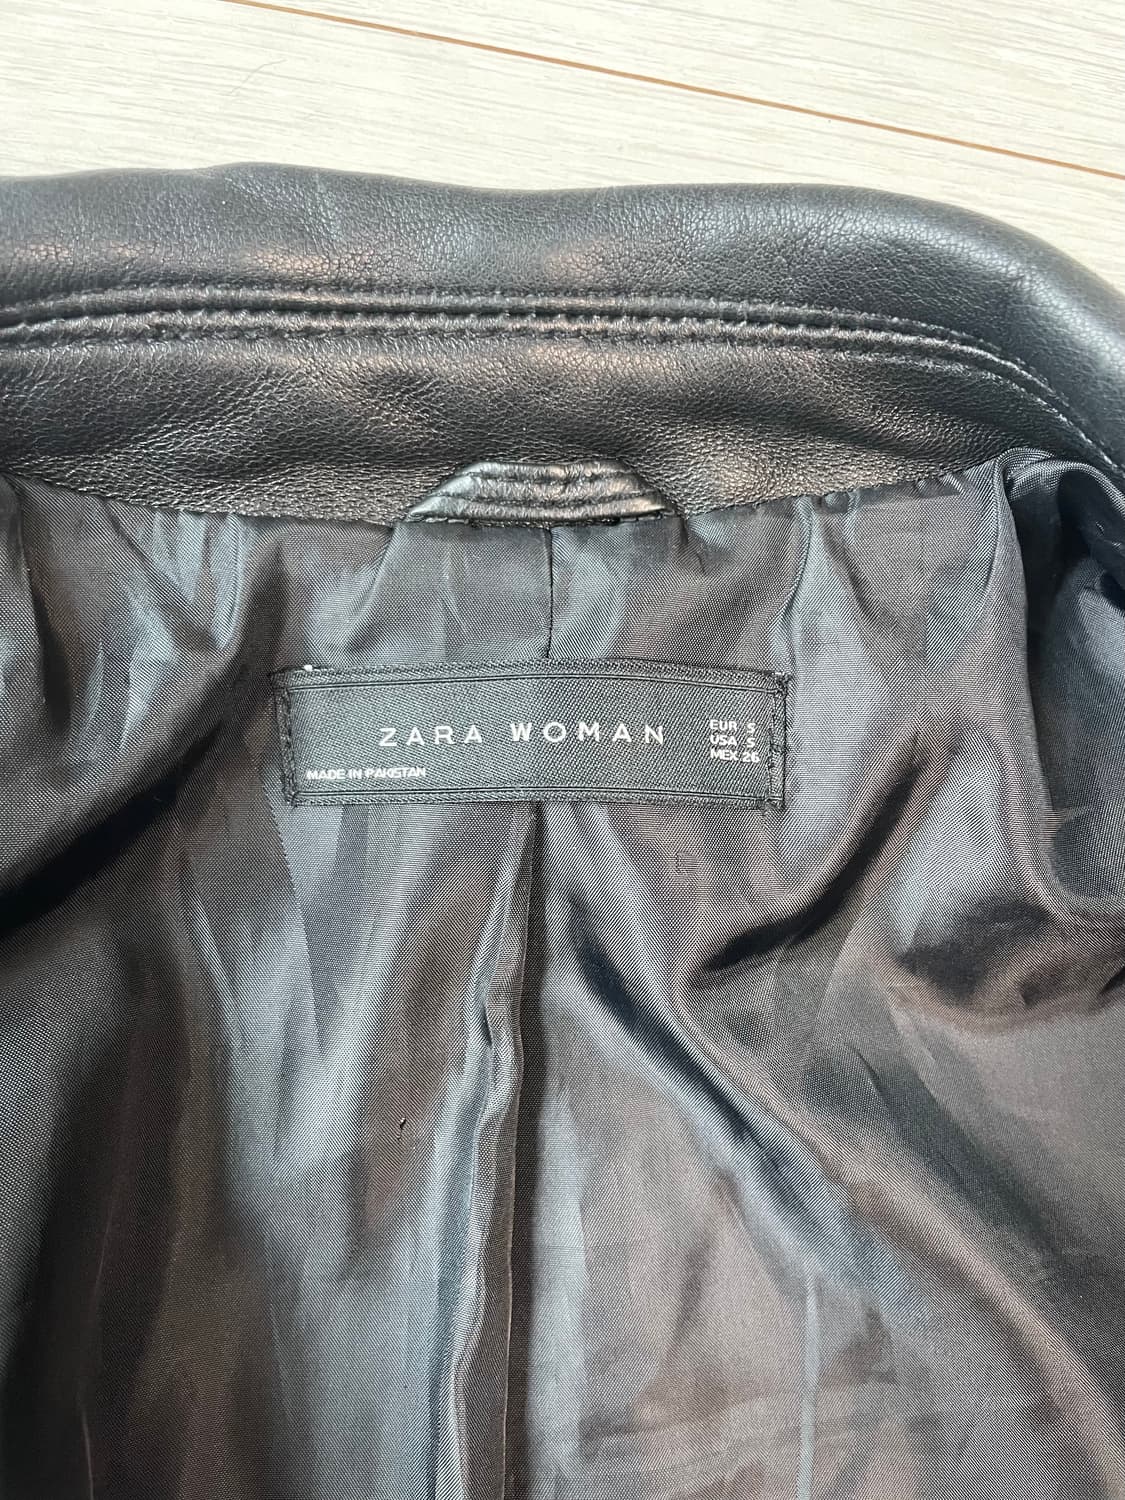 ZARA WOMAN
EUR S
USA S
MEX 26
MADE IN PAKISTAN